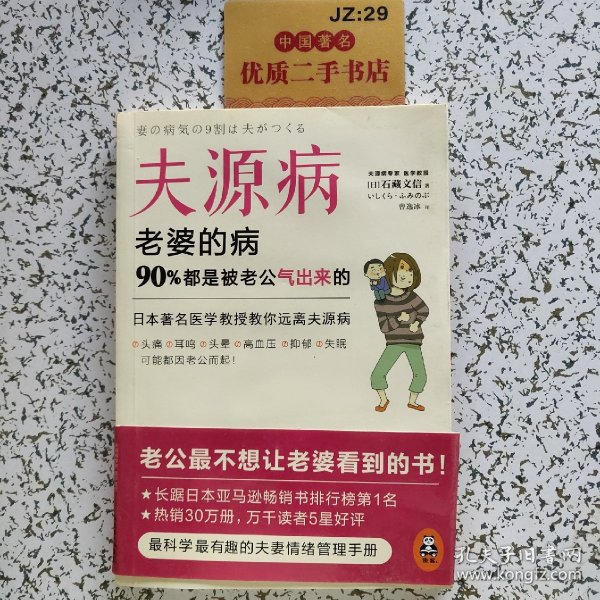 JZ:29
中国著名
优质二手书店
妻の病気の9割は夫がつくる
夫源病
夫源病专家 医学教授
[日]石藏文信 著
いしくら・ふみのぶ
曹逸冰 译
老婆的病
90%都是被老公气出来的
日本著名医学教授教你远离夫源病
头痛 耳鸣 头晕 高血压 抑郁 失眠
可能都因老公而起!
老公最不想让老婆看到的书!
★长踞日本亚马逊畅销书排行榜第1名
★热销30万册,万千读者5星好评
最科学最有趣的夫妻情绪管理手册
读客
孔夫子旧书网
www.kongfz.com